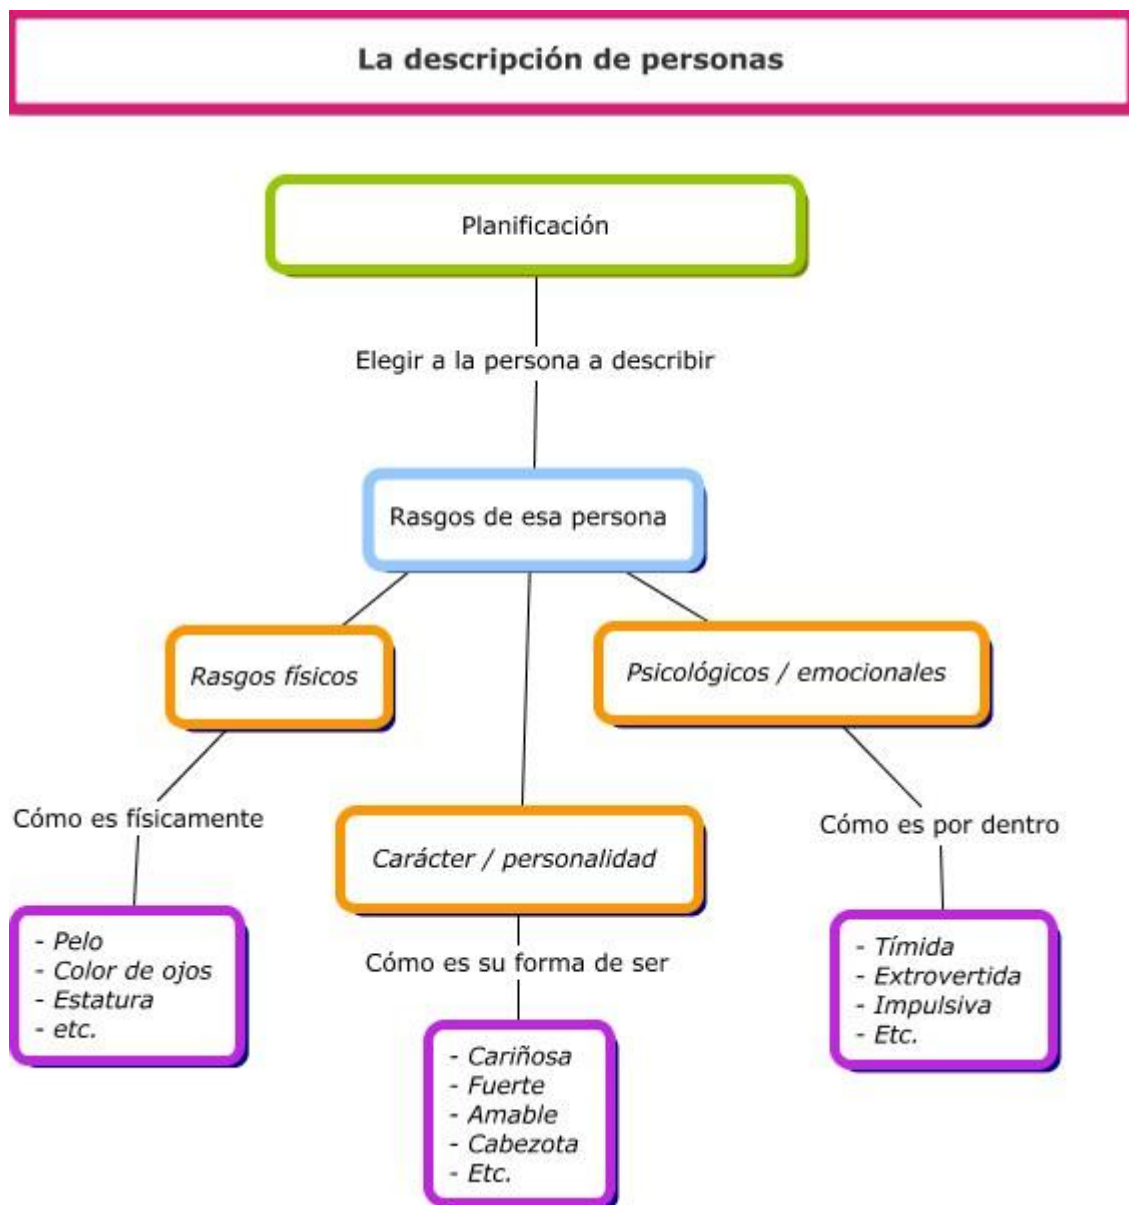 La descripción de personas
Planificación
Elegir a la persona a describir
Rasgos de esa persona
Rasgos físicos
Psicológicos / emocionales
Cómo es físicamente
Carácter / personalidad
Cómo es por dentro
- Pelo
- Color de ojos
- Estatura
- etc.
Cómo es su forma de ser
- Tímida
- Extrovertida
- Impulsiva
- Etc.
- Cariñosa
- Fuerte
- Amable
- Cabezota
- Etc.